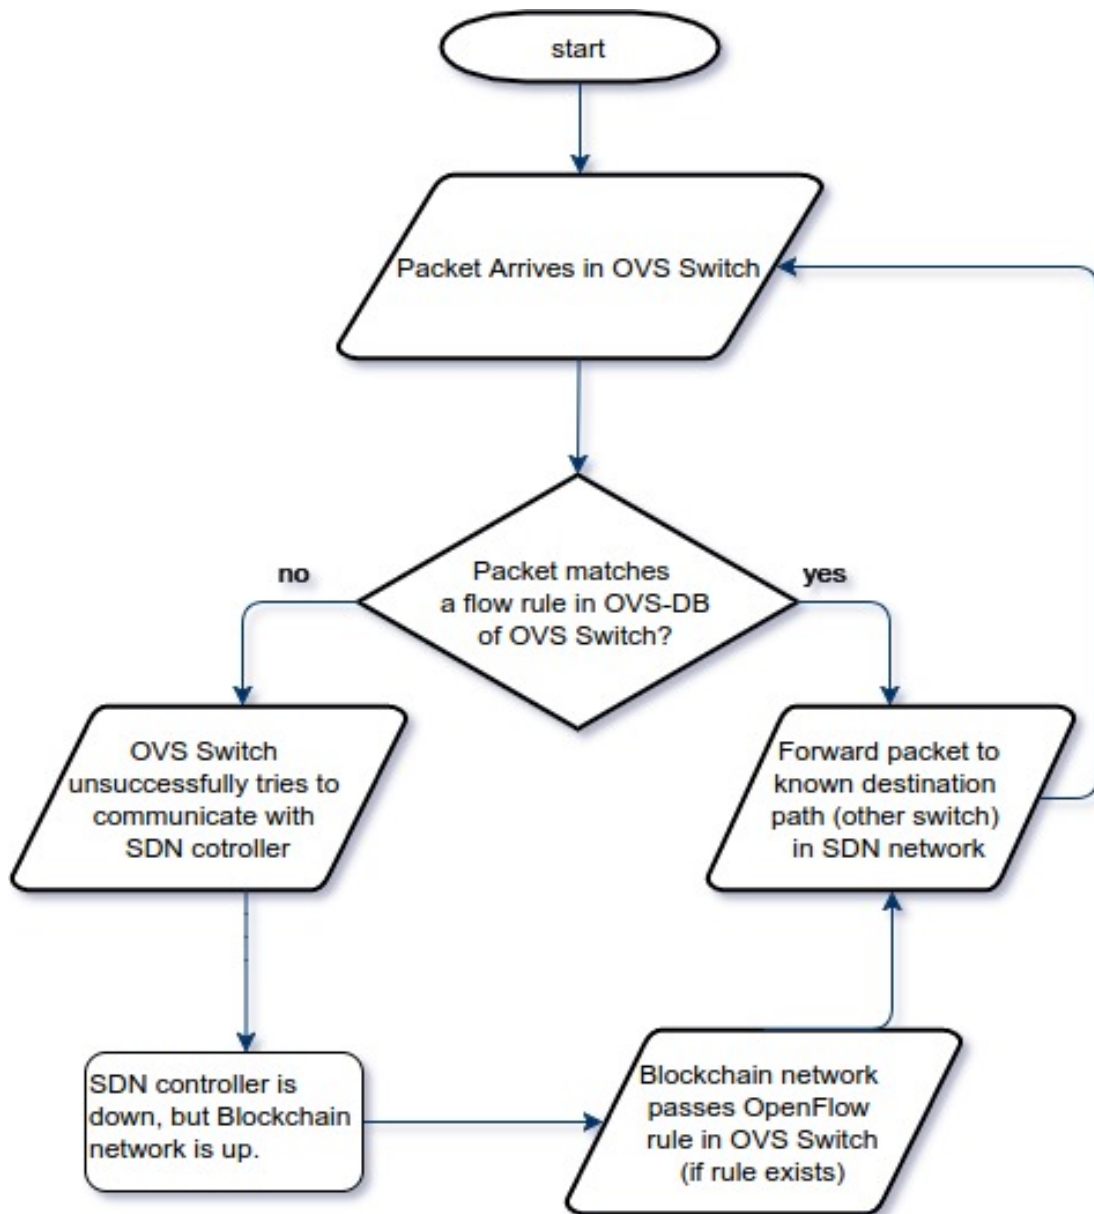 start
Packet Arrives in OVS Switch
Packet matches
a flow rule in OVS-DB
of OVS Switch?
no
yes
OVS Switch
unsuccessfully tries to
communicate with
SDN cotroller
Forward packet to
known destination
path (other switch)
in SDN network
SDN controller is
down, but Blockchain
network is up.
Blockchain network
passes OpenFlow
rule in OVS Switch
(if rule exists)